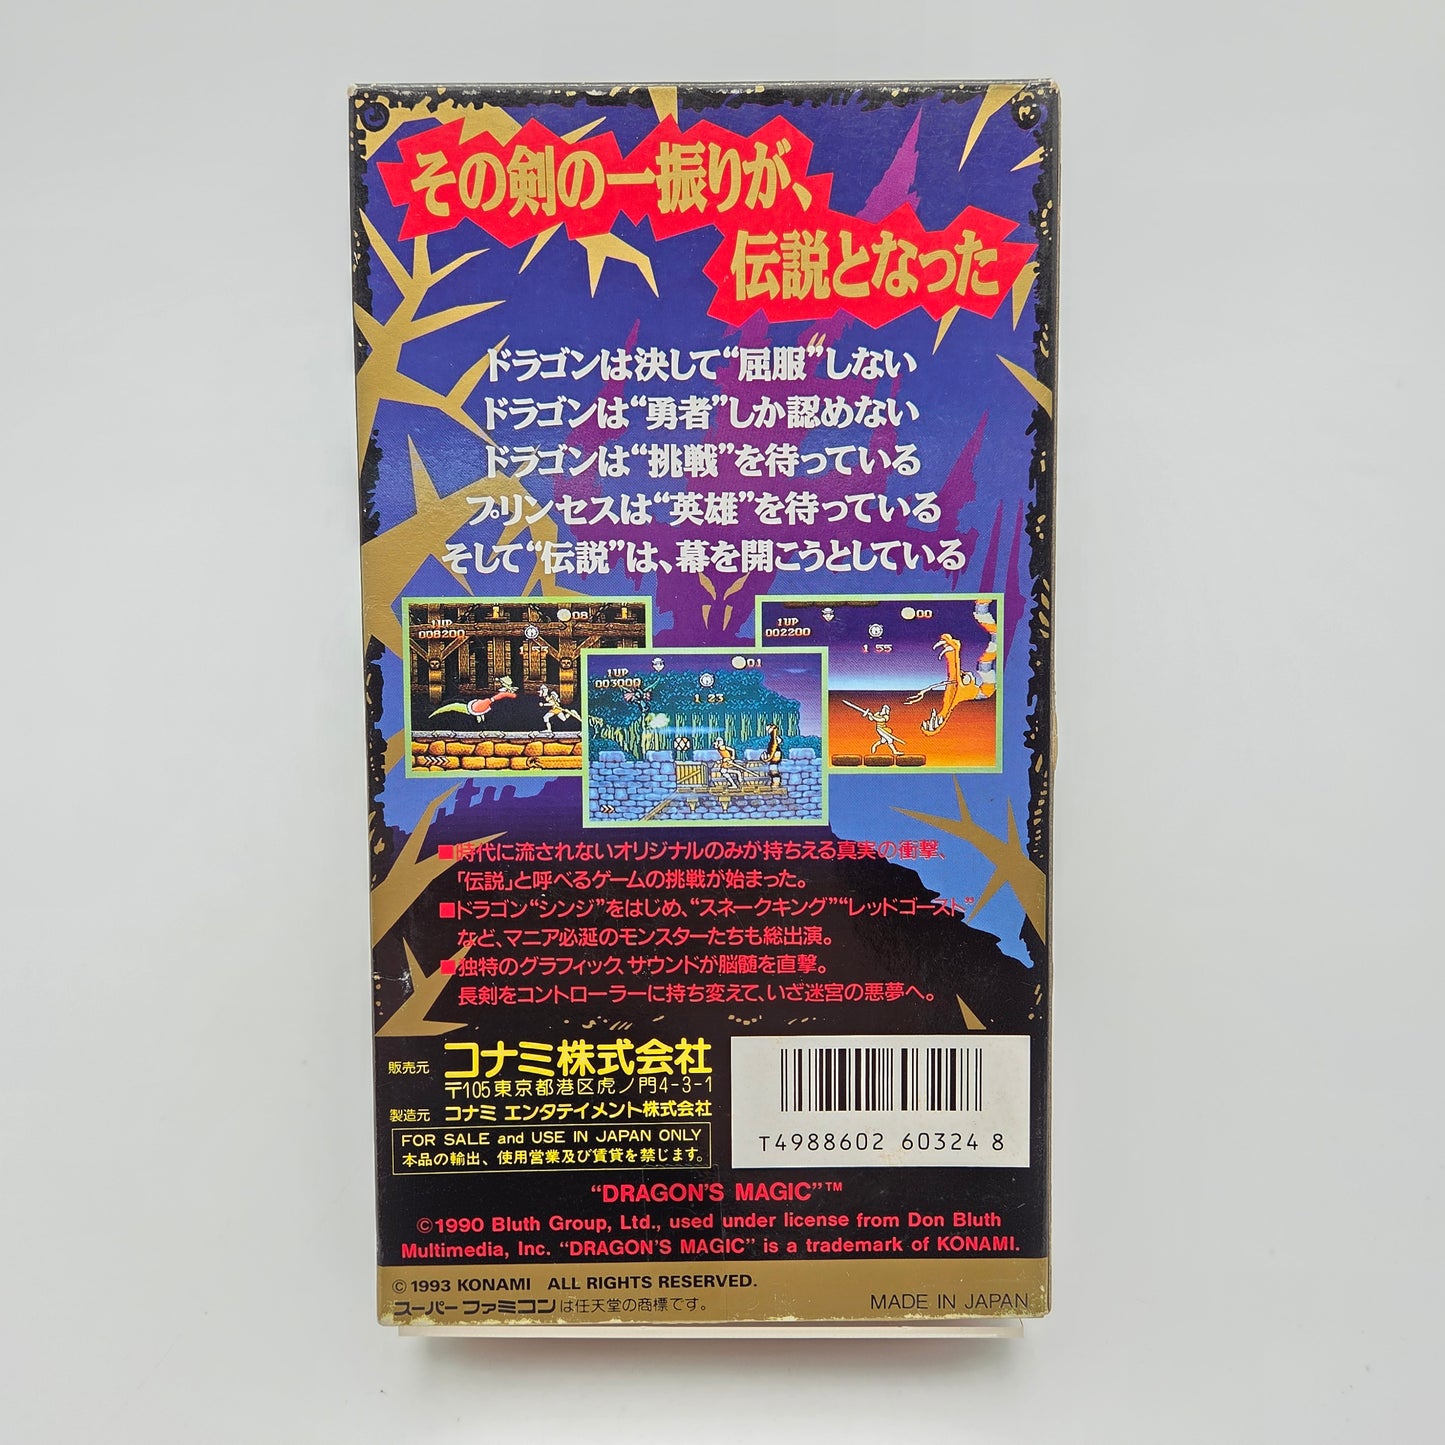 その剣の一振りが、
伝説となった
ドラゴンは決して“屈服”しない
ドラゴンは“勇者”しか認めない
ドラゴンは“挑戦”を待っている
プリンセスは“英雄”を待っている
そして“伝説”は、幕を開こうとしている
1UP 08
008200
1 55
1UP 01
003000
1 23
1UP 00
002200
1 55
■時代に流されないオリジナルのみが持ちえる真実の衝撃、
「伝説」と呼べるゲームの挑戦が始まった。
■ドラゴン“シンジ”をはじめ、“スネークキング”“レッドゴースト”
など、マニア必涎のモンスターたちも総出演。
■独特のグラフィックスサウンドが脳髄を直撃。
長剣をコントローラーに持ち変えて、いざ迷宮の悪夢へ。
販売元 コナミ株式会社
〒105東京都港区虎ノ門4-3-1
製造元 コナミ エンタテイメント株式会社
FOR SALE and USE IN JAPAN ONLY
本品の輸出、使用営業及び賃貸を禁じます。
T4988602 60324 8
“DRAGON'S MAGIC”™
©1990 Bluth Group, Ltd., used under license from Don Bluth
Multimedia, Inc. “DRAGON'S MAGIC” is a trademark of KONAMI.
©1993 KONAMI ALL RIGHTS RESERVED.
スーパーファミコンは任天堂の商標です。
MADE IN JAPAN